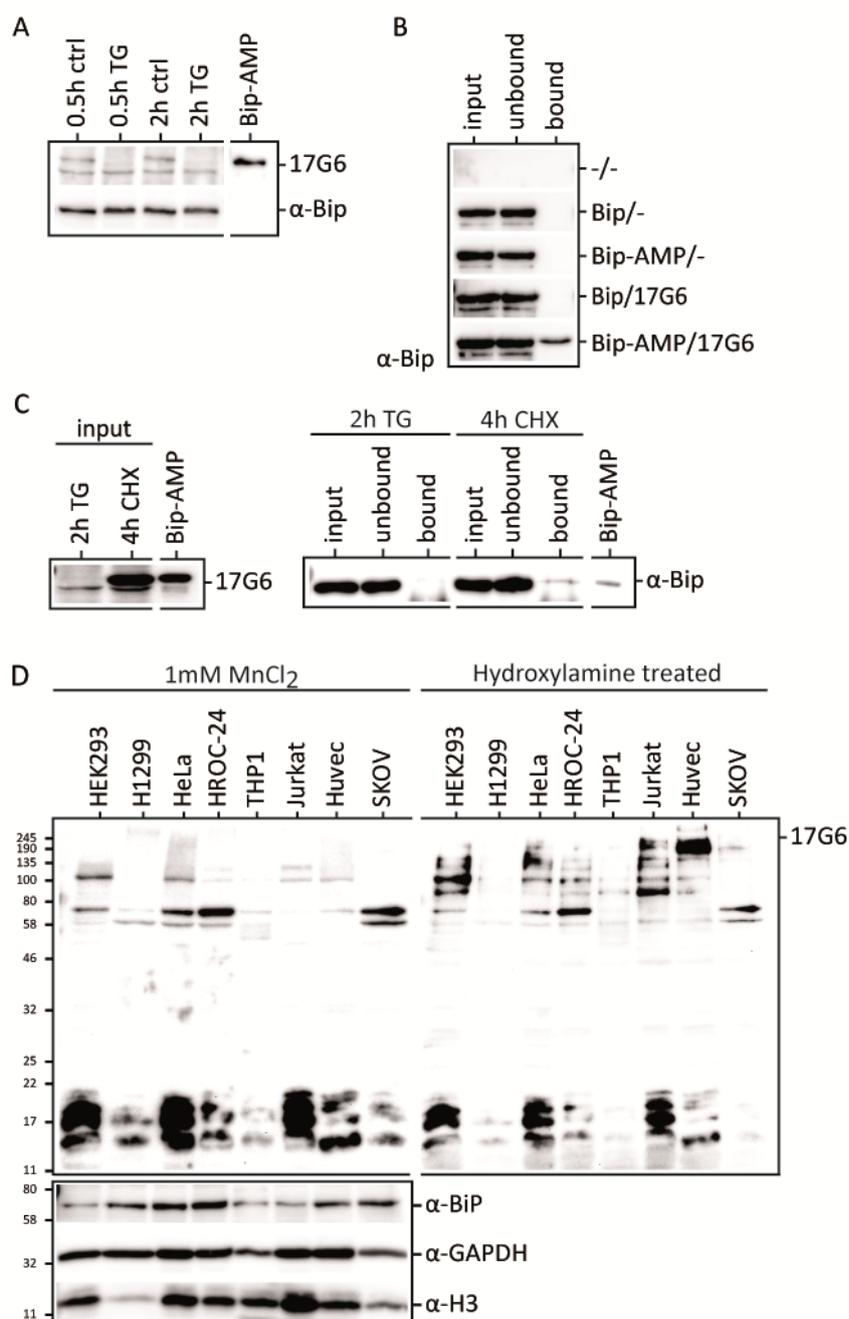 A
0.5h ctrl
0.5h TG
2h ctrl
2h TG
Bip-AMP
17G6
α-Bip
B
input
unbound
bound
-/-
Bip/-
Bip-AMP/-
Bip/17G6
Bip-AMP/17G6
α-Bip
C
input
2h TG
4h CHX
Bip-AMP
17G6
2h TG
4h CHX
input
unbound
bound
input
unbound
bound
Bip-AMP
α-Bip
D
1mM MnCl2
Hydroxylamine treated
HEK293
H1299
HeLa
HROC-24
THP1
Jurkat
Huvec
SKOV
HEK293
H1299
HeLa
HROC-24
THP1
Jurkat
Huvec
SKOV
17G6
245
190
135
100
80
58
46
32
25
22
17
11
80
58
α-BiP
32
α-GAPDH
11
α-H3